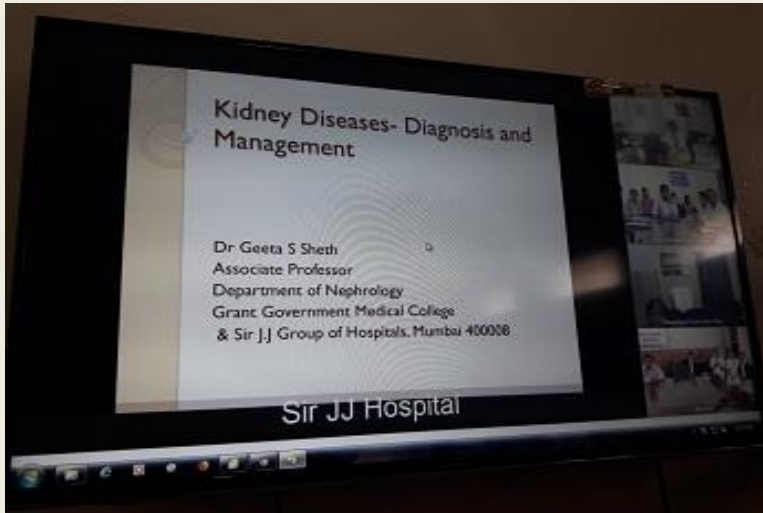 Kidney Diseases- Diagnosis and
Management
Dr Geeta S Sheth
Associate Professor
Department of Nephrology
Grant Government Medical College
& Sir J.J Group of Hospitals, Mumbai 400008
Sir JJ Hospital